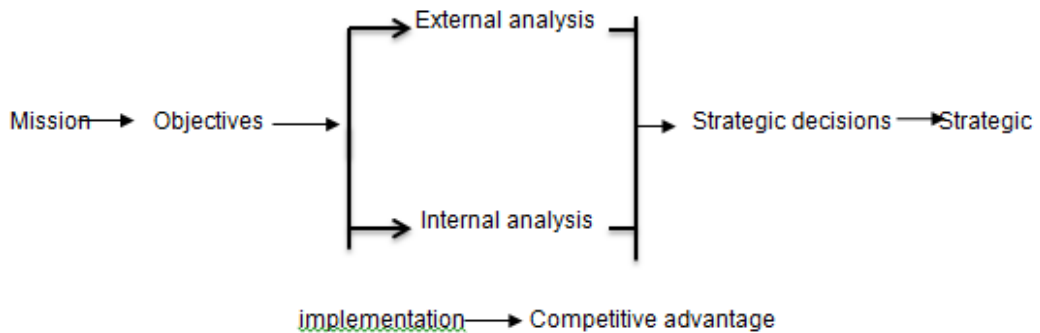 External analysis
Mission Objectives Strategic decisions Strategic
Internal analysis
implementation Competitive advantage